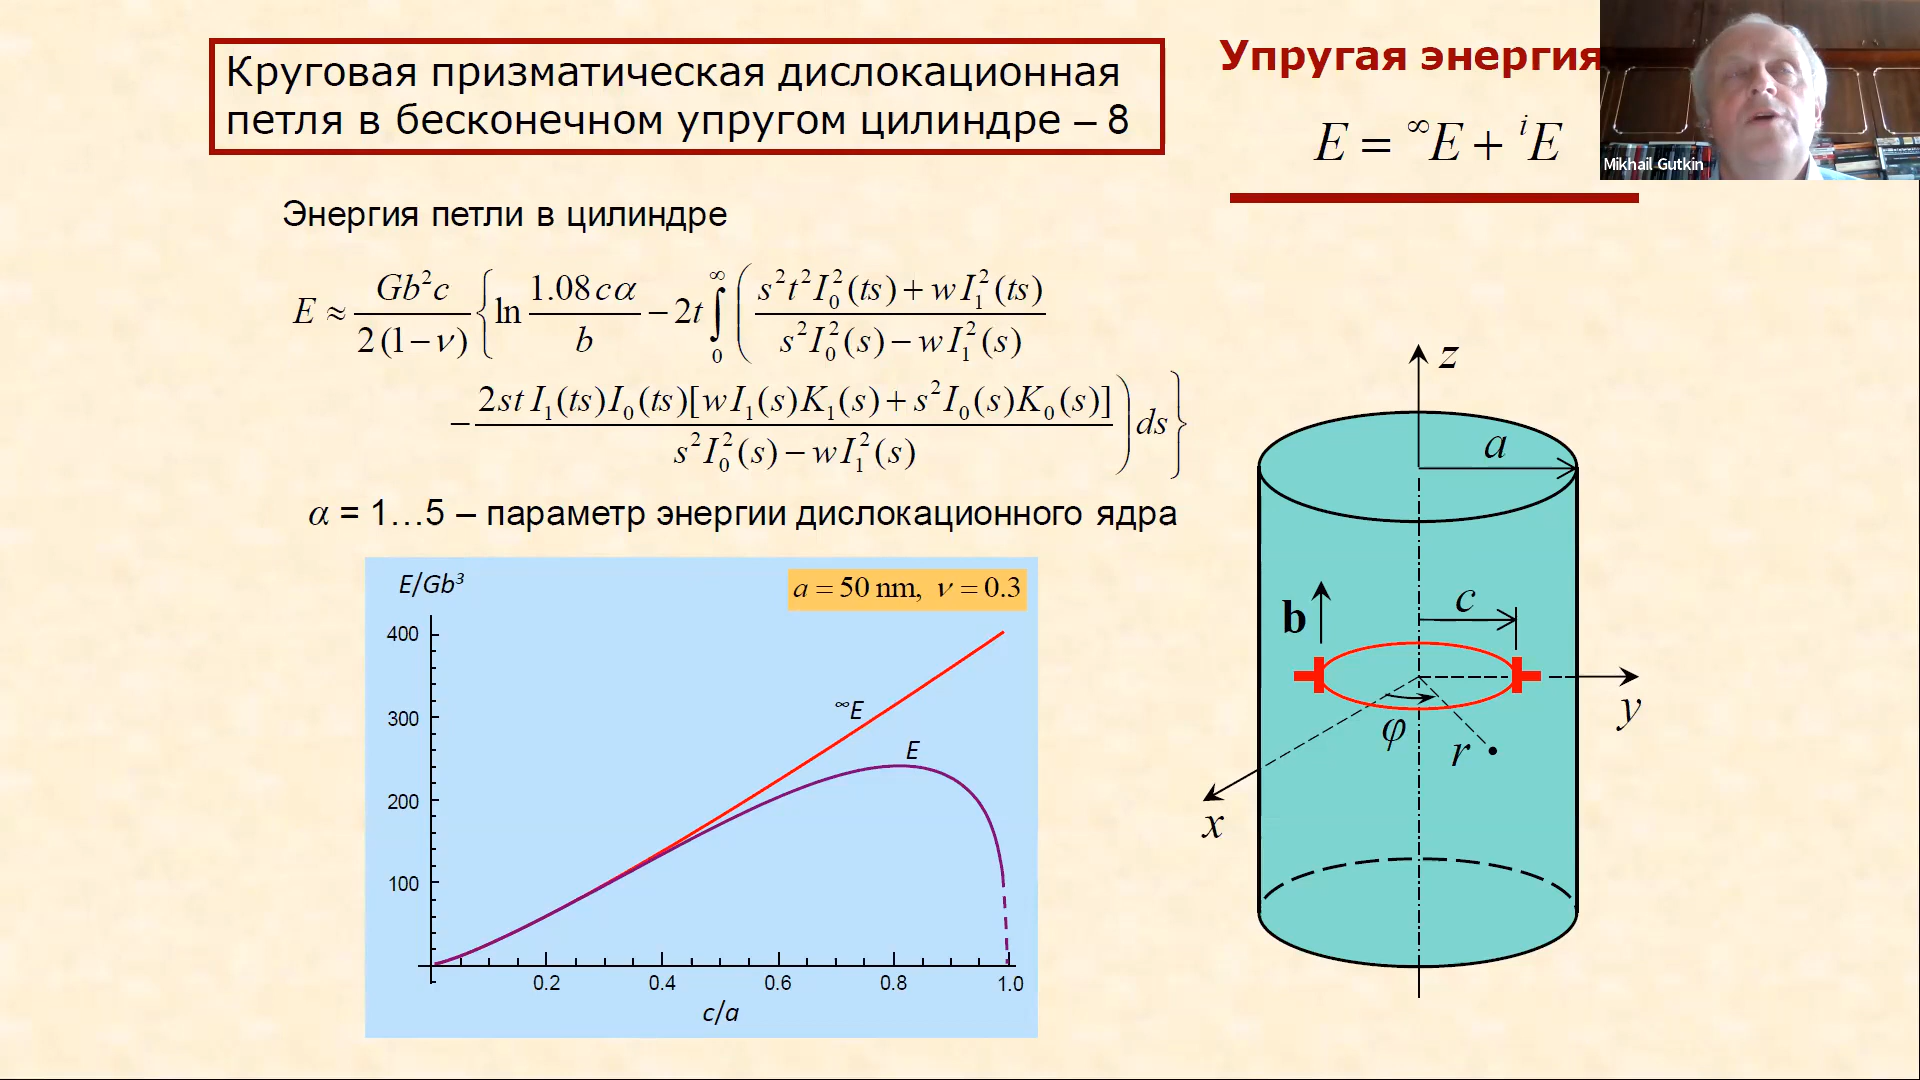 Круговая призматическая дислокационная
петля в бесконечном упругом цилиндре – 8
Упругая энергия
E = ^∞E + ^iE
Mikhail Gutkin
Энергия петли в цилиндре
E ≈ Gb²c / 2(1−ν) { ln 1.08cα / b − 2t ∫₀^∞ ( s²t²I₀²(ts) + wI₁²(ts) / s²I₀²(s) − wI₁²(s)
− 2st I₁(ts)I₀(ts)[wI₁(s)K₁(s) + s²I₀(s)K₀(s)] / s²I₀²(s) − wI₁²(s) ) ds }
α = 1…5 – параметр энергии дислокационного ядра
E/Gb³
a = 50 nm, ν = 0.3
400
300
200
100
^∞E
E
0.2 0.4 0.6 0.8 1.0
c/a
z
a
b
c
y
φ
r
x